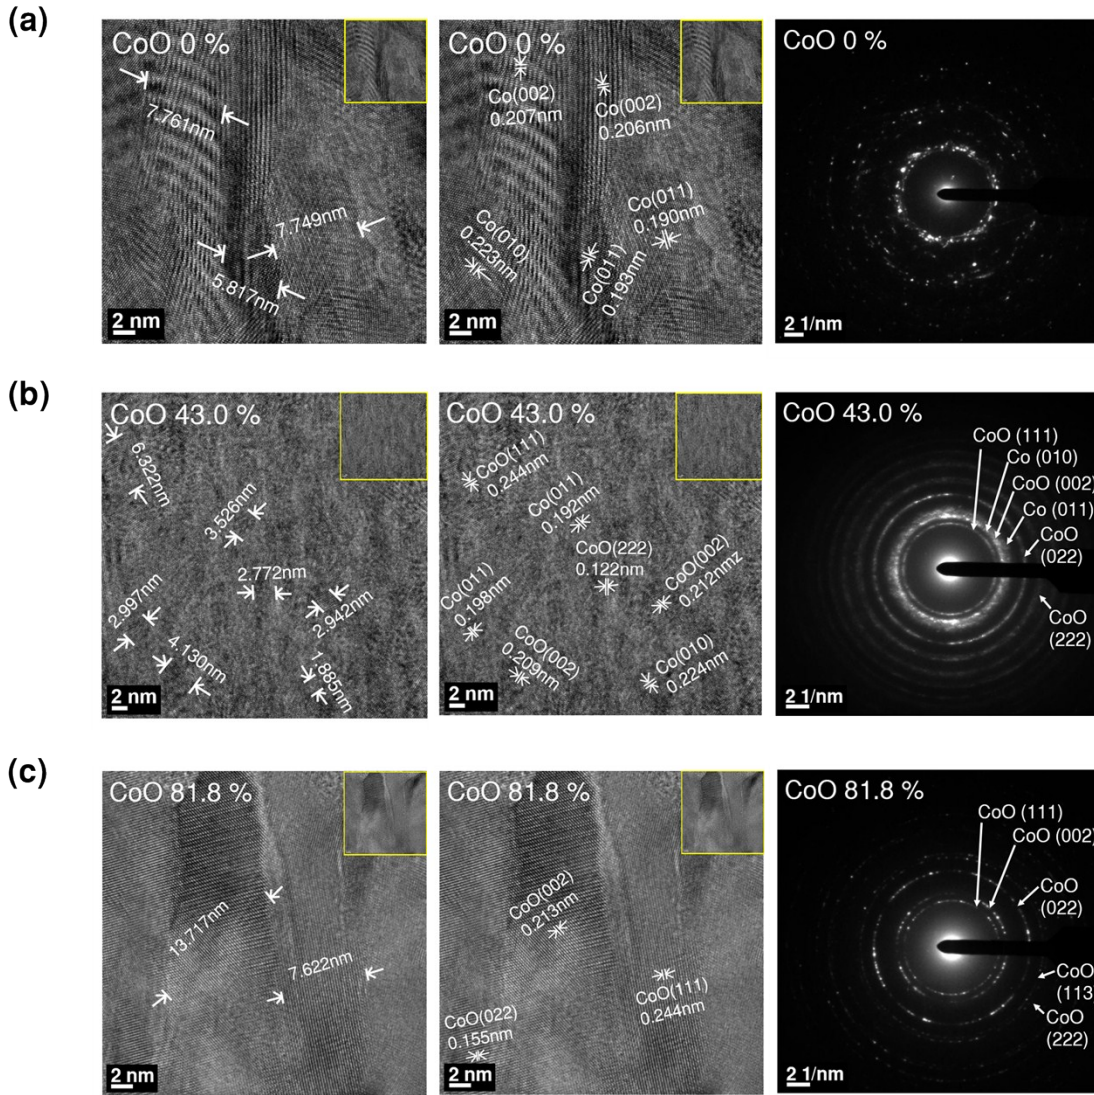 (a)
CoO 0 %
7.761nm
7.749nm
5.817nm
2 nm
CoO 0 %
Co(002)
0.207nm
Co(002)
0.206nm
Co(011)
0.190nm
Co(010)
0.223nm
Co(011)
0.193nm
2 nm
CoO 0 %
2 1/nm
(b)
CoO 43.0 %
6.322nm
3.526nm
2.772nm
2.997nm
2.942nm
4.130nm
1.885nm
2 nm
CoO 43.0 %
CoO(111)
0.244nm
Co(011)
0.192nm
CoO(222)
0.122nm
CoO(002)
0.212nmz
Co(011)
0.198nm
CoO(002)
0.209nm
Co(010)
0.224nm
2 nm
CoO 43.0 %
CoO (111)
Co (010)
CoO (002)
Co (011)
CoO
(022)
CoO
(222)
2 1/nm
(c)
CoO 81.8 %
13.717nm
7.622nm
2 nm
CoO 81.8 %
CoO(002)
0.213nm
CoO(111)
0.244nm
CoO(022)
0.155nm
2 nm
CoO 81.8 %
CoO (111)
CoO (002)
CoO
(022)
CoO
(113)
CoO
(222)
2 1/nm